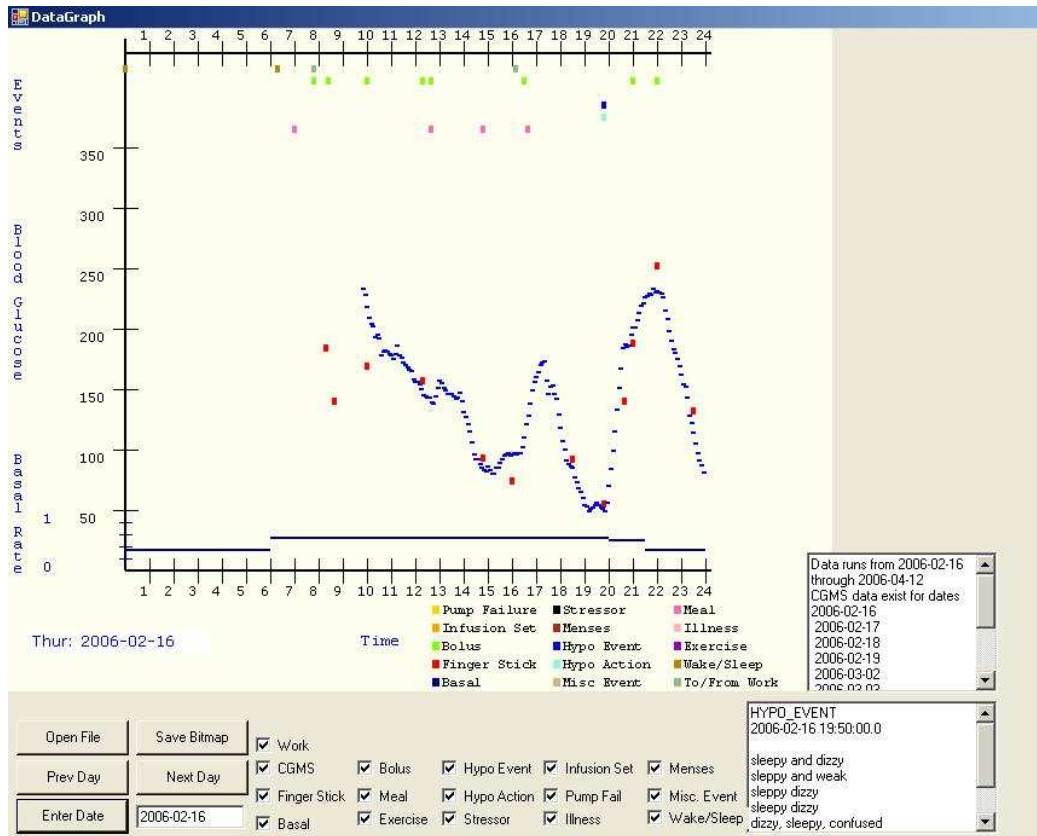 DataGraph
1 2 3 4 5 6 7 8 9 10 11 12 13 14 15 16 17 18 19 20 21 22 23 24
Events
350
300
Blood Glucose
250
200
150
100
Basal Rate
1 50
0
1 2 3 4 5 6 7 8 9 10 11 12 13 14 15 16 17 18 19 20 21 22 23 24
Thur: 2006-02-16
Time
Pump Failure Stressor Meal
Infusion Set Menses Illness
Bolus Hypo Event Exercise
Finger Stick Hypo Action Wake/Sleep
Basal Misc Event To/From Work
Data runs from 2006-02-16
through 2006-04-12
CGMS data exist for dates
2006-02-16
2006-02-17
2006-02-18
2006-02-19
2006-03-02
2006-03-03
Open File Save Bitmap
Prev Day Next Day
Enter Date 2006-02-16
Work
CGMS Bolus Hypo Event Infusion Set Menses
Finger Stick Meal Hypo Action Pump Fail Misc. Event
Basal Exercise Stressor Illness Wake/Sleep
HYPO_EVENT
2006-02-16 19:50:00.0
sleepy and dizzy
sleppy and weak
sleppy dizzy
sleepy dizzy
dizzy, sleepy, confused